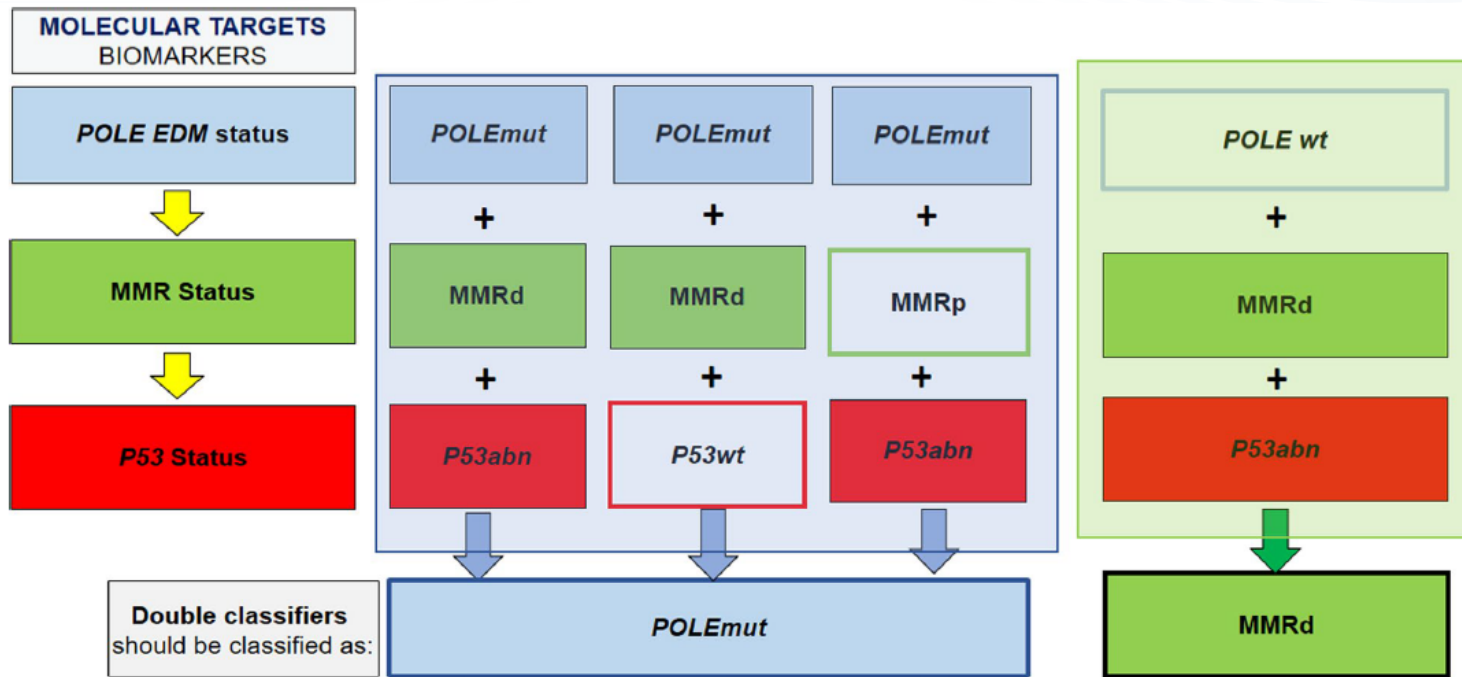 MOLECULAR TARGETS
BIOMARKERS
POLE EDM status
POLEmut
POLEmut
POLEmut
POLE wt
+
+
+
+
MMR Status
MMRd
MMRd
MMRp
MMRd
+
+
+
+
P53 Status
P53abn
P53wt
P53abn
P53abn
Double classifiers
should be classified as:
POLEmut
MMRd